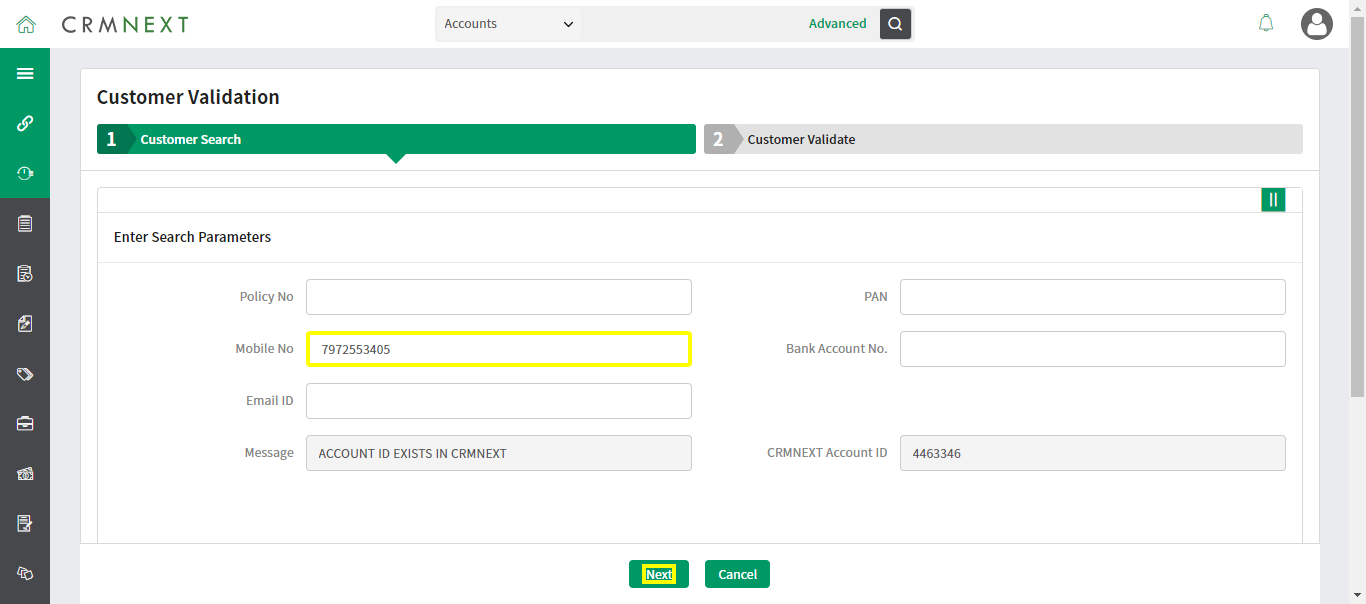 CRMNEXT
Accounts
Advanced
Customer Validation
1 Customer Search
2 Customer Validate
Enter Search Parameters
Policy No
PAN
Mobile No 7972553405
Bank Account No.
Email ID
Message ACCOUNT ID EXISTS IN CRMNEXT
CRMNEXT Account ID 4463346
Next
Cancel